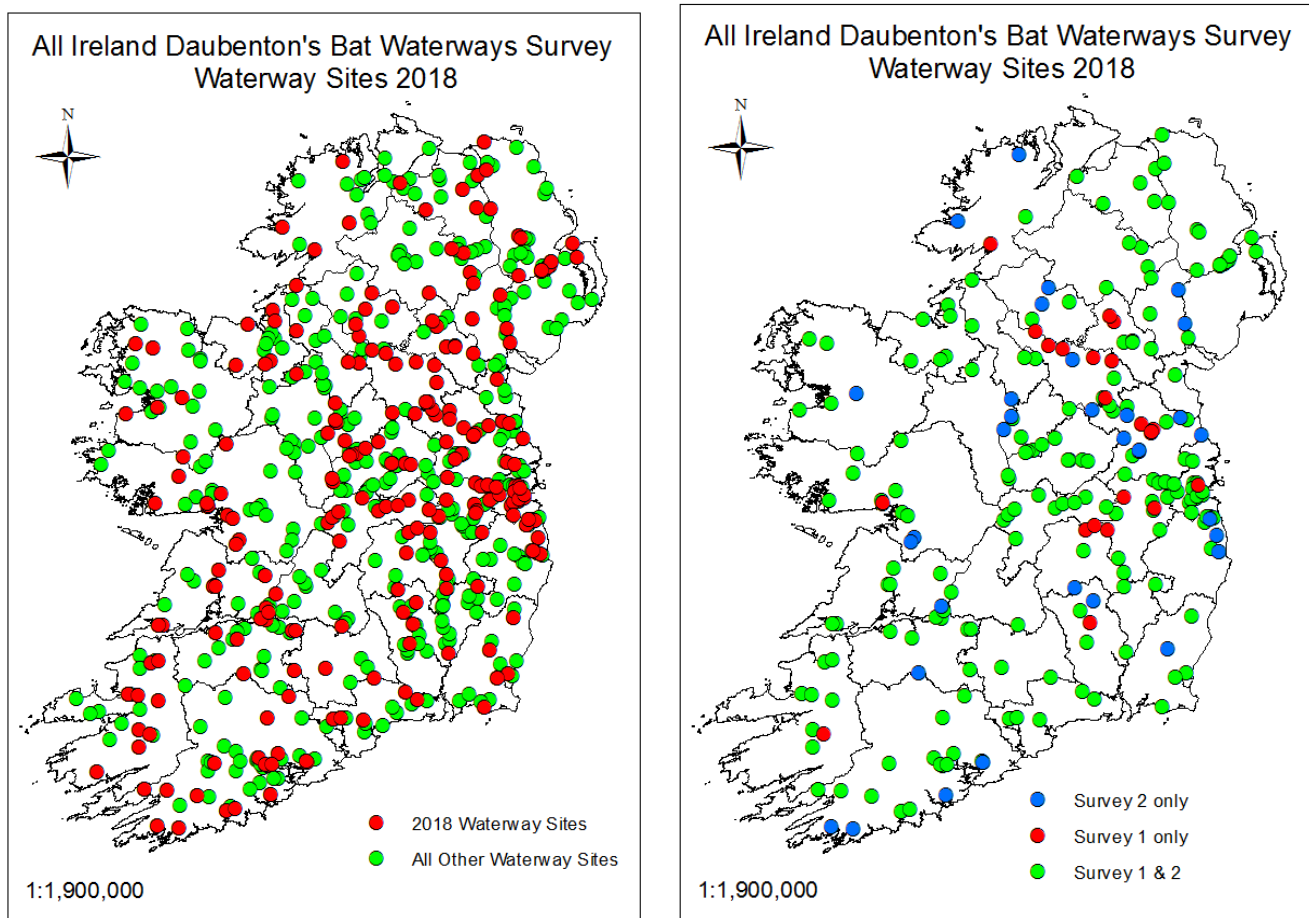 All Ireland Daubenton's Bat Waterways Survey
Waterway Sites 2018
N
2018 Waterway Sites
All Other Waterway Sites
1:1,900,000
All Ireland Daubenton's Bat Waterways Survey
Waterway Sites 2018
N
Survey 2 only
Survey 1 only
Survey 1 & 2
1:1,900,000